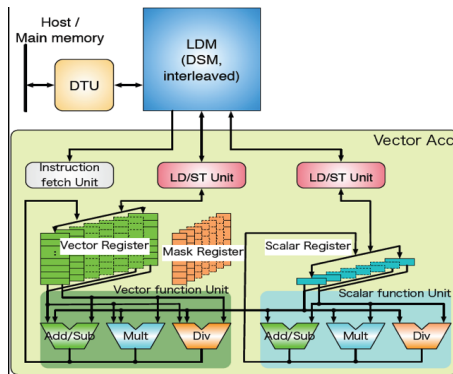 Host /
Main memory
DTU
LDM
(DSM,
interleaved)
Vector Acc
Instruction
fetch Unit
LD/ST Unit
LD/ST Unit
Vector Register
Mask Register
Scalar Register
Vector function Unit
Scalar function Unit
Add/Sub
Mult
Div
Add/Sub
Mult
Div